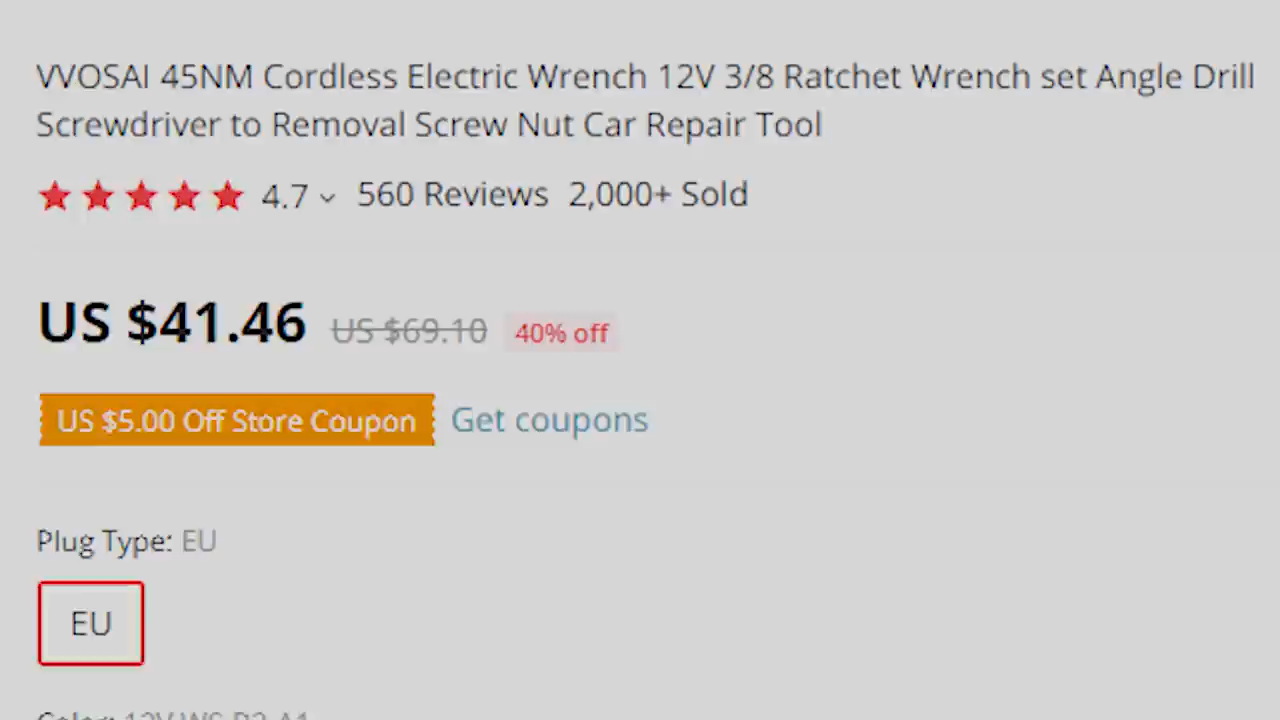 VVOSAI 45NM Cordless Electric Wrench 12V 3/8 Ratchet Wrench set Angle Drill
Screwdriver to Removal Screw Nut Car Repair Tool
4.7 560 Reviews 2,000+ Sold
US $41.46 US $69.10 40% off
US $5.00 Off Store Coupon Get coupons
Plug Type: EU
EU
Color: